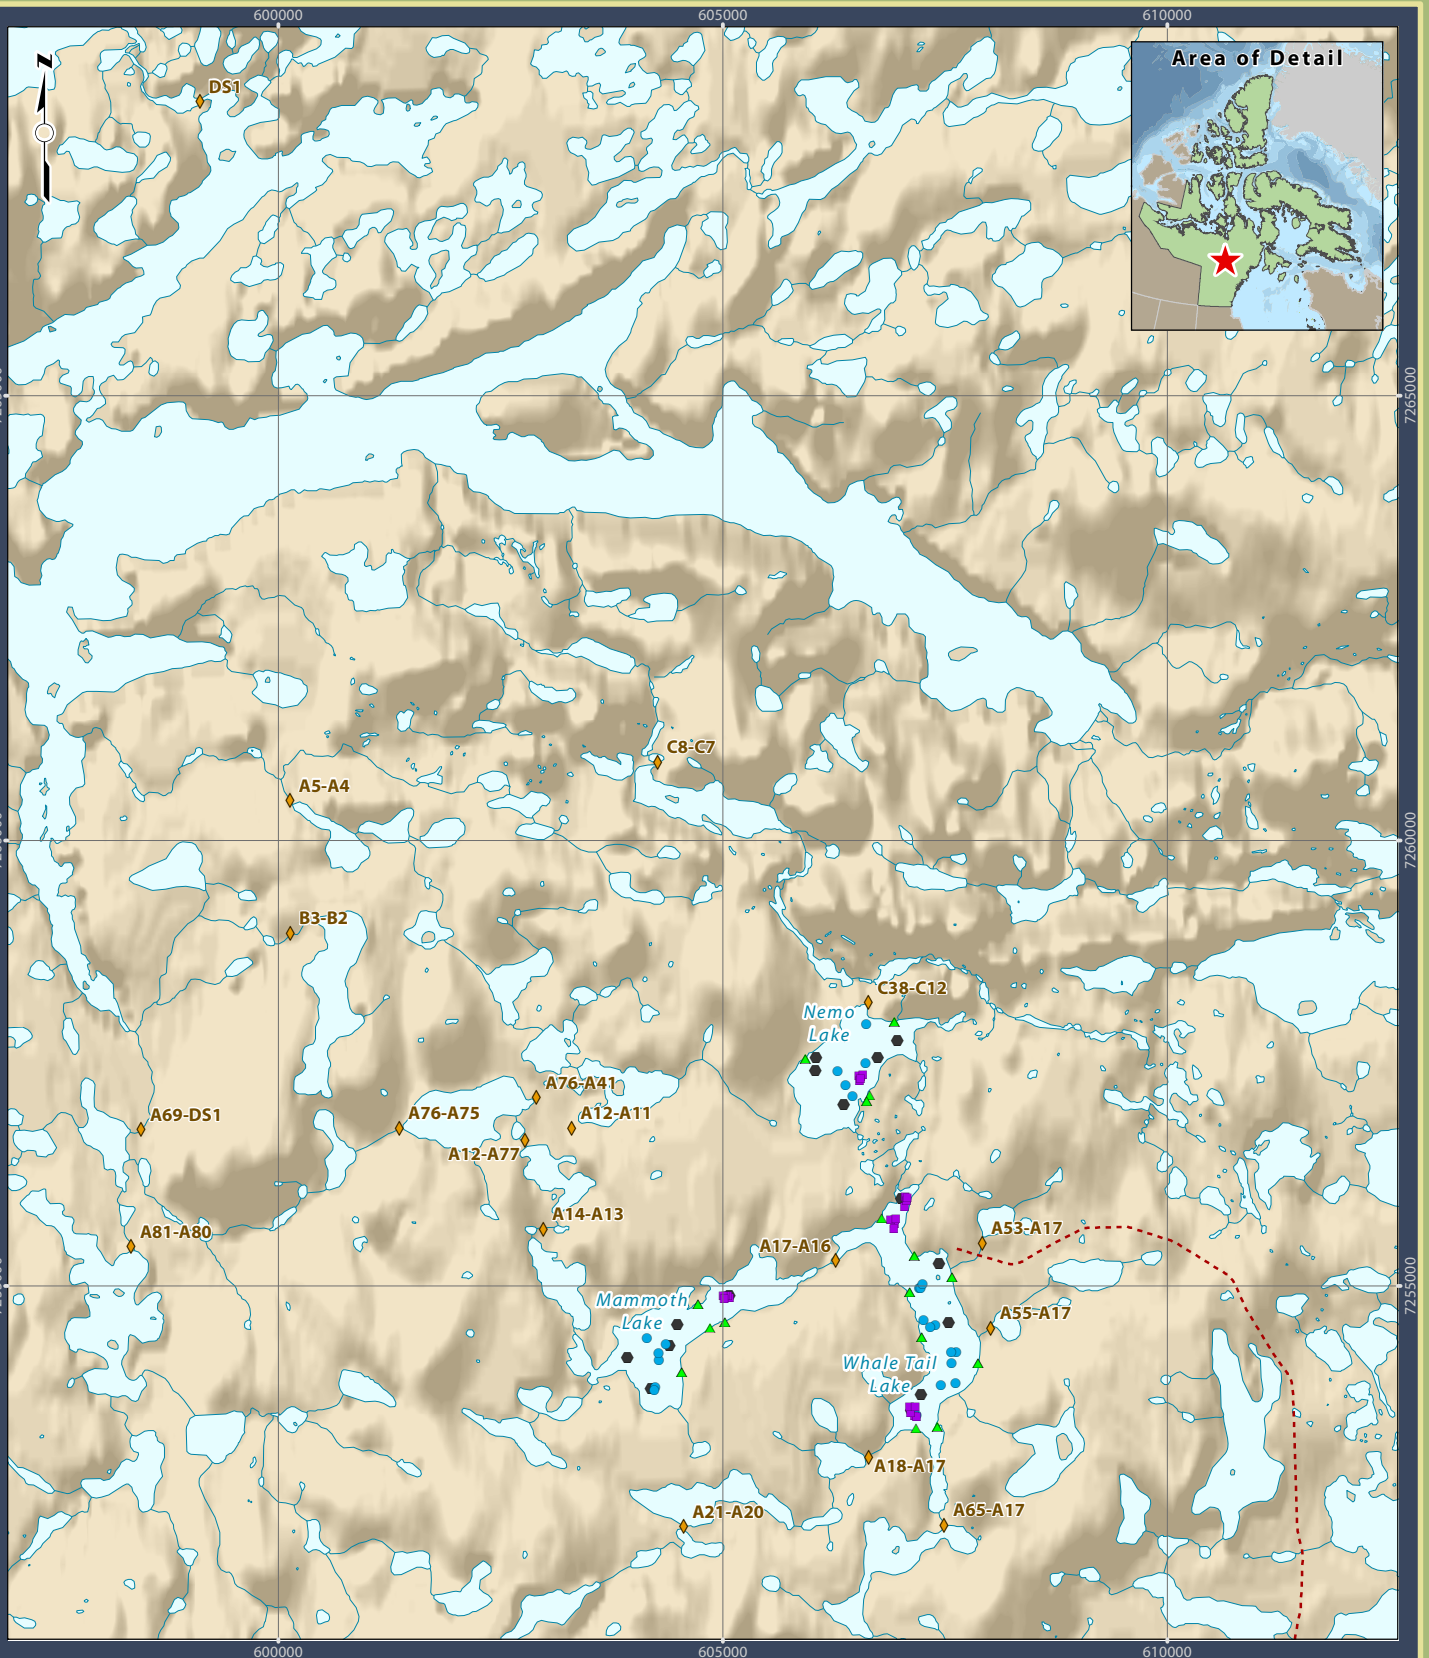 600000 605000 610000
Area of Detail
DS1
N
7265000
C8-C7
A5-A4
7260000
B3-B2
C38-C12
Nemo
Lake
A76-A41
A69-DS1
A76-A75
A12-A11
A12-A77
A14-A13
A81-A80
A53-A17
A17-A16
7255000
Mammoth
Lake
A55-A17
Whale Tail
Lake
A18-A17
A21-A20
A65-A17
600000 605000 610000